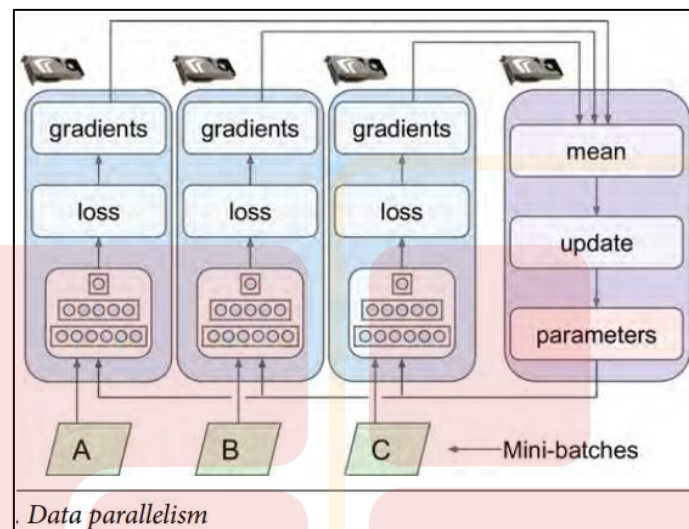 gradients gradients gradients
mean
loss loss loss
update
parameters
A B C Mini-batches
. Data parallelism